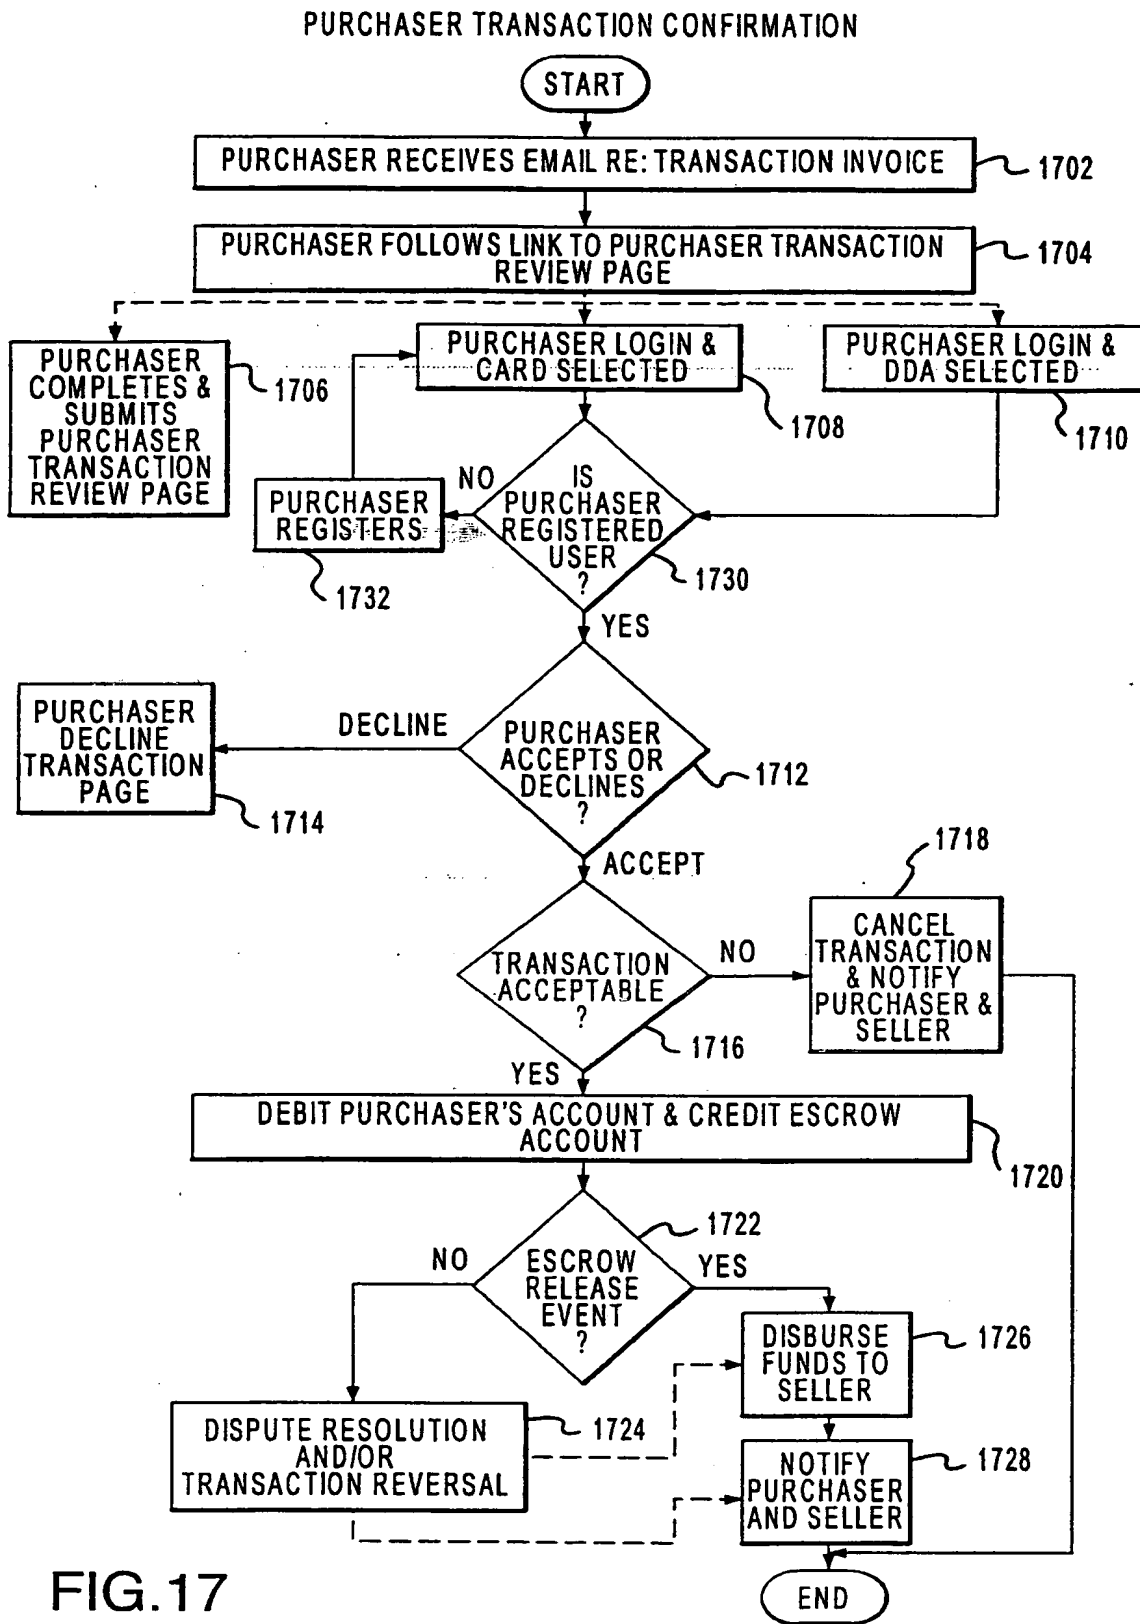 PURCHASER TRANSACTION CONFIRMATION
START
PURCHASER RECEIVES EMAIL RE: TRANSACTION INVOICE
1702
PURCHASER FOLLOWS LINK TO PURCHASER TRANSACTION
REVIEW PAGE
1704
PURCHASER
COMPLETES &
SUBMITS
PURCHASER
TRANSACTION
REVIEW PAGE
1706
PURCHASER LOGIN &
CARD SELECTED
1708
PURCHASER LOGIN &
DDA SELECTED
1710
IS
PURCHASER
REGISTERED
USER
?
1730
NO
PURCHASER
REGISTERS
1732
YES
PURCHASER
ACCEPTS OR
DECLINES
?
1712
DECLINE
PURCHASER
DECLINE
TRANSACTION
PAGE
1714
ACCEPT
TRANSACTION
ACCEPTABLE
?
1716
NO
1718
CANCEL
TRANSACTION
& NOTIFY
PURCHASER &
SELLER
YES
DEBIT PURCHASER'S ACCOUNT & CREDIT ESCROW
ACCOUNT
1720
ESCROW
RELEASE
EVENT
?
1722
NO
YES
DISPUTE RESOLUTION
AND/OR
TRANSACTION REVERSAL
1724
DISBURSE
FUNDS TO
SELLER
1726
NOTIFY
PURCHASER
AND SELLER
1728
END
FIG.17